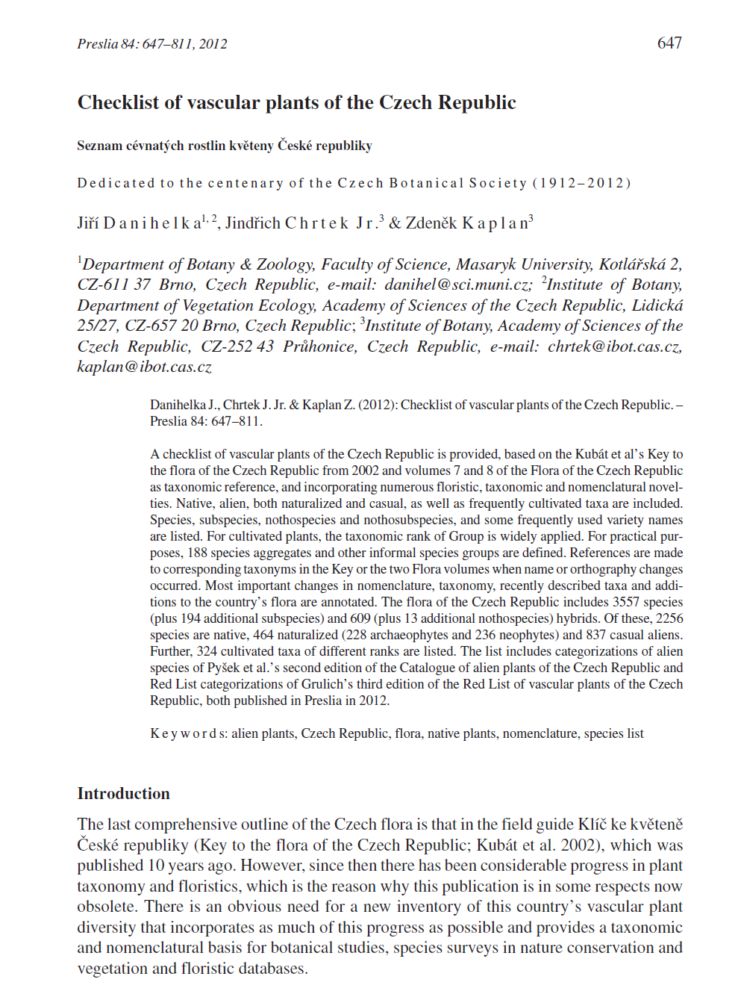 Preslia 84: 647–811, 2012
647
Checklist of vascular plants of the Czech Republic
Seznam cévnatých rostlin květeny České republiky
Dedicated to the centenary of the Czech Botanical Society (1912–2012)
Jiří Danihelka1, 2, Jindřich Chrtek Jr.3 & Zdeněk Kaplan3
1Department of Botany & Zoology, Faculty of Science, Masaryk University, Kotlářská 2,
CZ-611 37 Brno, Czech Republic, e-mail: danihel@sci.muni.cz; 2Institute of Botany,
Department of Vegetation Ecology, Academy of Sciences of the Czech Republic, Lidická
25/27, CZ-657 20 Brno, Czech Republic; 3Institute of Botany, Academy of Sciences of the
Czech Republic, CZ-252 43 Průhonice, Czech Republic, e-mail: chrtek@ibot.cas.cz,
kaplan@ibot.cas.cz
Danihelka J., Chrtek J. Jr. & Kaplan Z. (2012): Checklist of vascular plants of the Czech Republic. –
Preslia 84: 647–811.
A checklist of vascular plants of the Czech Republic is provided, based on the Kubát et al's Key to
the flora of the Czech Republic from 2002 and volumes 7 and 8 of the Flora of the Czech Republic
as taxonomic reference, and incorporating numerous floristic, taxonomic and nomenclatural novel-
ties. Native, alien, both naturalized and casual, as well as frequently cultivated taxa are included.
Species, subspecies, nothospecies and nothosubspecies, and some frequently used variety names
are listed. For cultivated plants, the taxonomic rank of Group is widely applied. For practical pur-
poses, 188 species aggregates and other informal species groups are defined. References are made
to corresponding taxonyms in the Key or the two Flora volumes when name or orthography changes
occurred. Most important changes in nomenclature, taxonomy, recently described taxa and addi-
tions to the country's flora are annotated. The flora of the Czech Republic includes 3557 species
(plus 194 additional subspecies) and 609 (plus 13 additional nothospecies) hybrids. Of these, 2256
species are native, 464 naturalized (228 archaeophytes and 236 neophytes) and 837 casual aliens.
Further, 324 cultivated taxa of different ranks are listed. The list includes categorizations of alien
species of Pyšek et al.'s second edition of the Catalogue of alien plants of the Czech Republic and
Red List categorizations of Grulich's third edition of the Red List of vascular plants of the Czech
Republic, both published in Preslia in 2012.
Keywords: alien plants, Czech Republic, flora, native plants, nomenclature, species list
Introduction
The last comprehensive outline of the Czech flora is that in the field guide Klíč ke květeně
České republiky (Key to the flora of the Czech Republic; Kubát et al. 2002), which was
published 10 years ago. However, since then there has been considerable progress in plant
taxonomy and floristics, which is the reason why this publication is in some respects now
obsolete. There is an obvious need for a new inventory of this country's vascular plant
diversity that incorporates as much of this progress as possible and provides a taxonomic
and nomenclatural basis for botanical studies, species surveys in nature conservation and
vegetation and floristic databases.